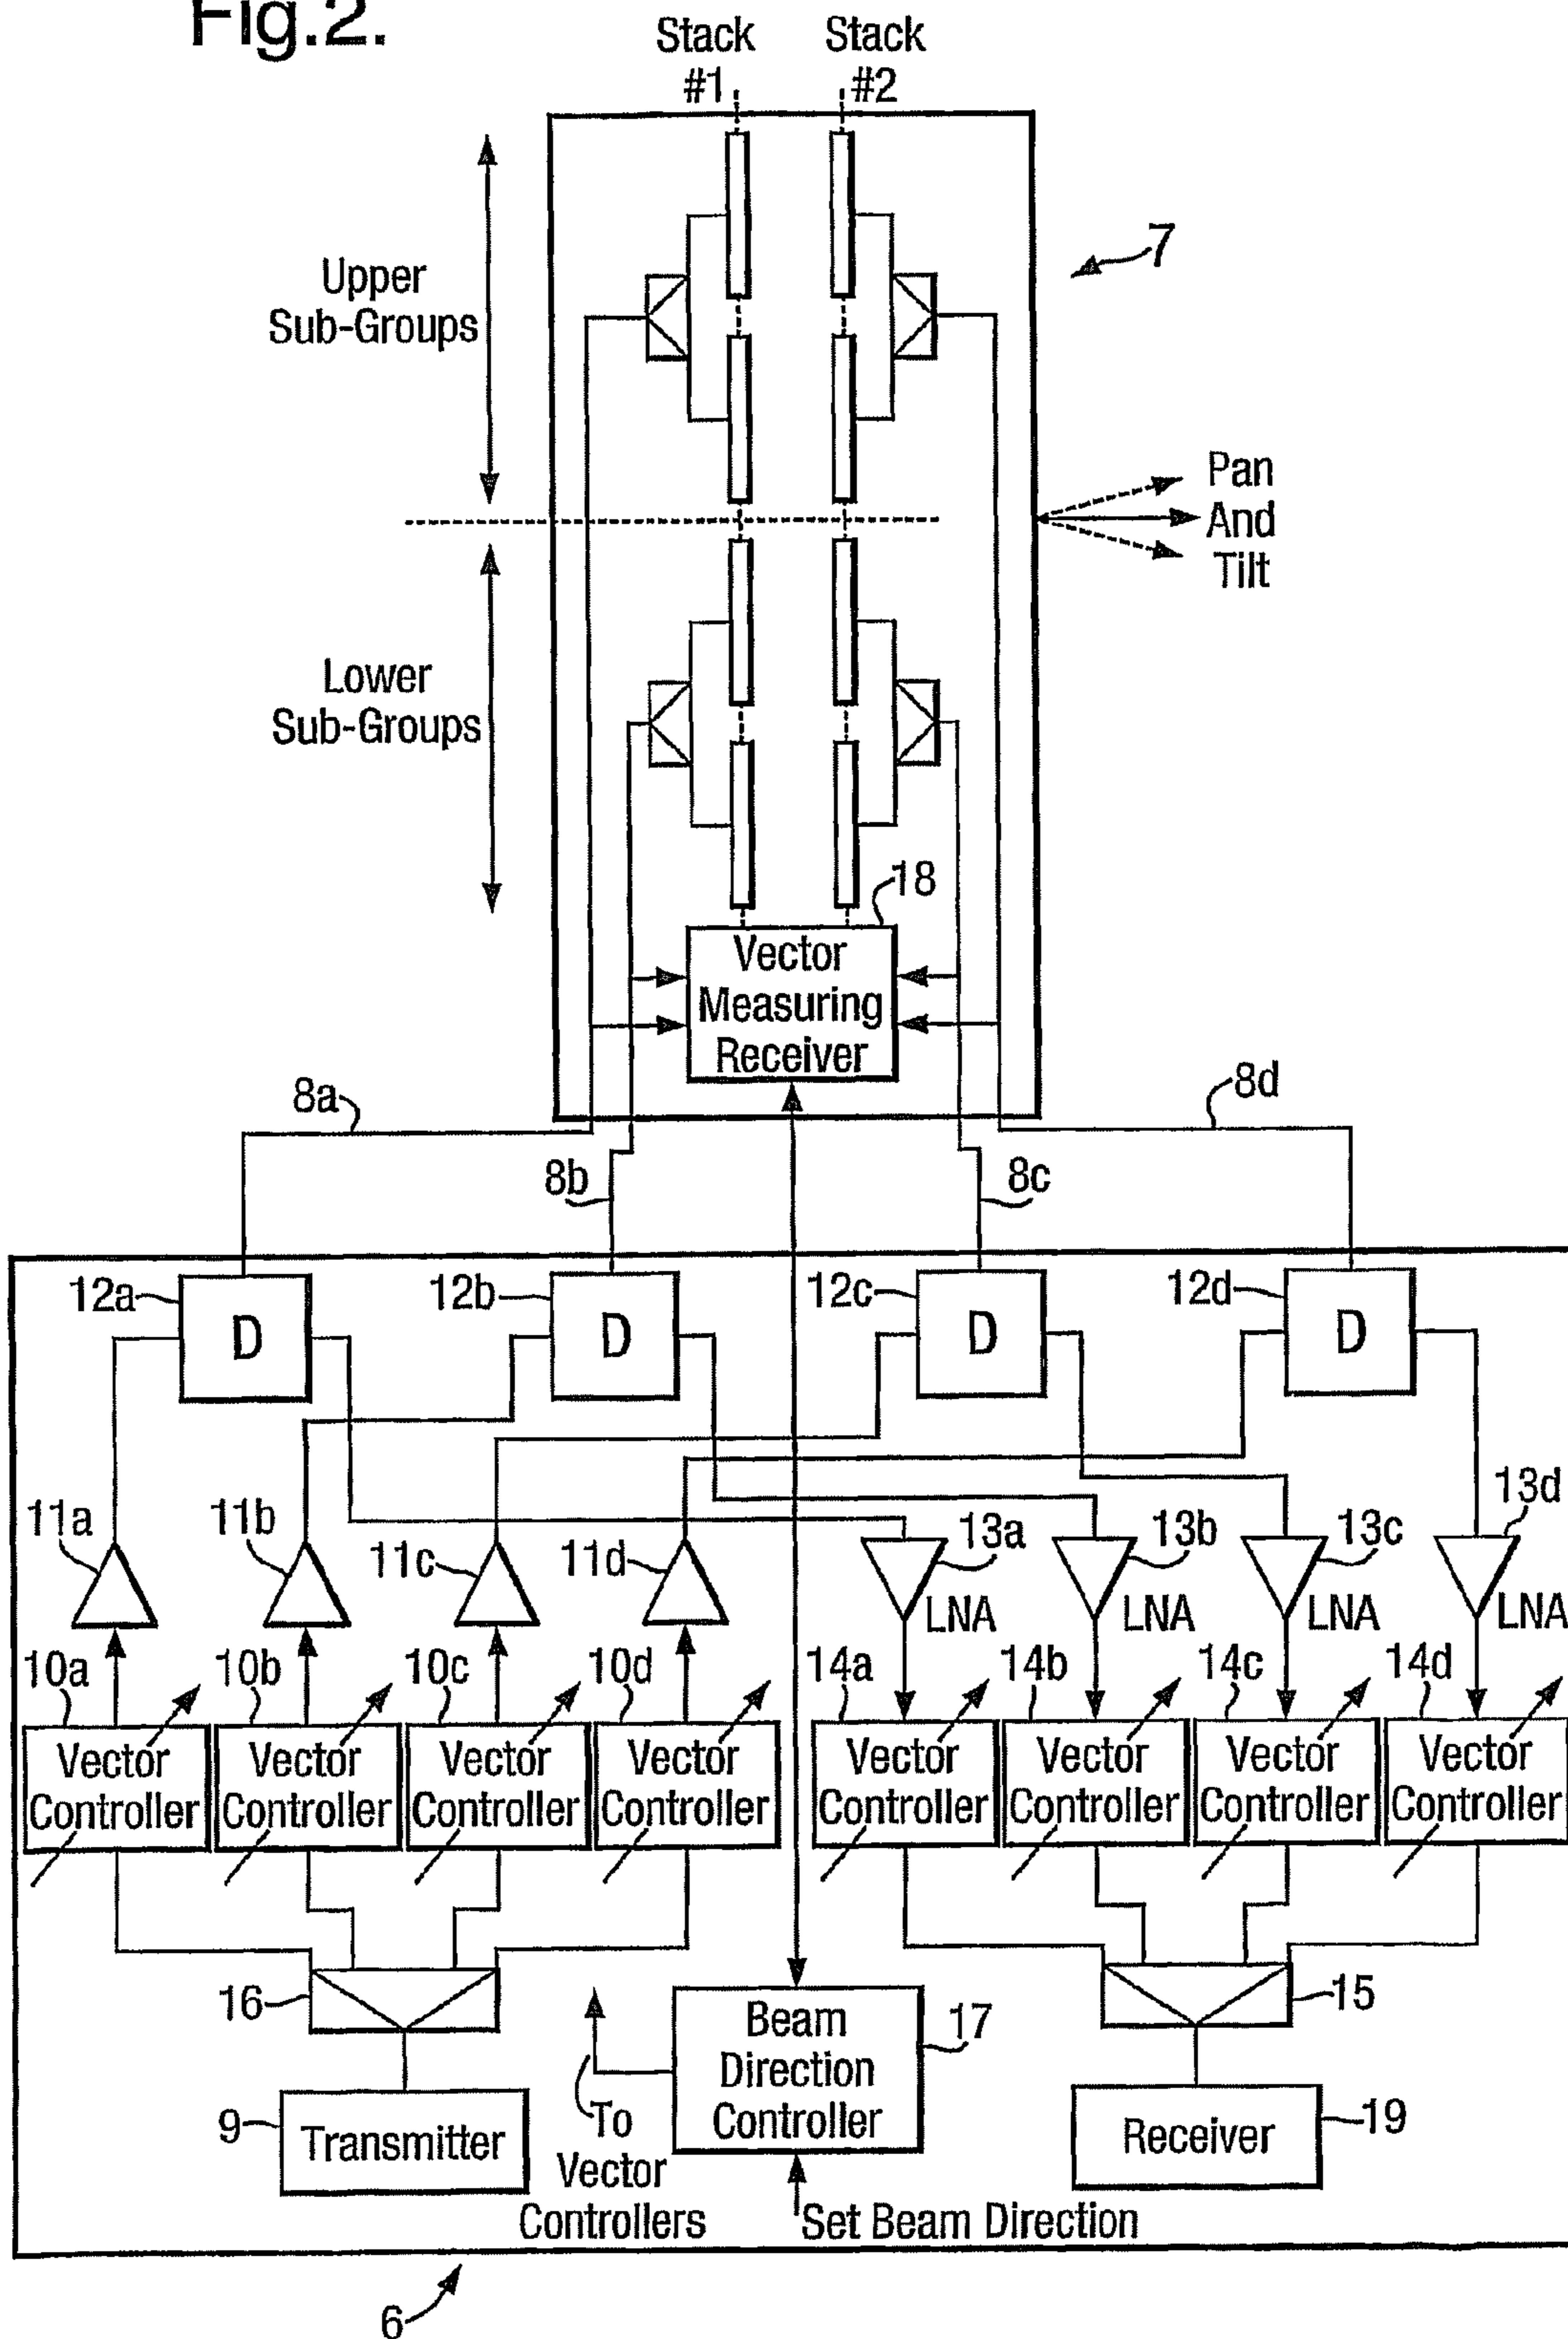 Fig.2.
Stack
#1
Stack
#2
7
Upper
Sub-Groups
Pan
And
Tilt
Lower
Sub-Groups
18
Vector
Measuring
Receiver
8a
8d
8b
8c
12a
D
12b
D
12c
D
12d
D
11a
11b
11c
11d
13a
13b
13c
13d
LNA
LNA
LNA
LNA
10a
10b
10c
10d
14a
14b
14c
14d
Vector
Controller
Vector
Controller
Vector
Controller
Vector
Controller
Vector
Controller
Vector
Controller
Vector
Controller
Vector
Controller
16
15
Beam
Direction
Controller
17
9
Transmitter
To
Vector
Controllers
Receiver
19
Set Beam Direction
6